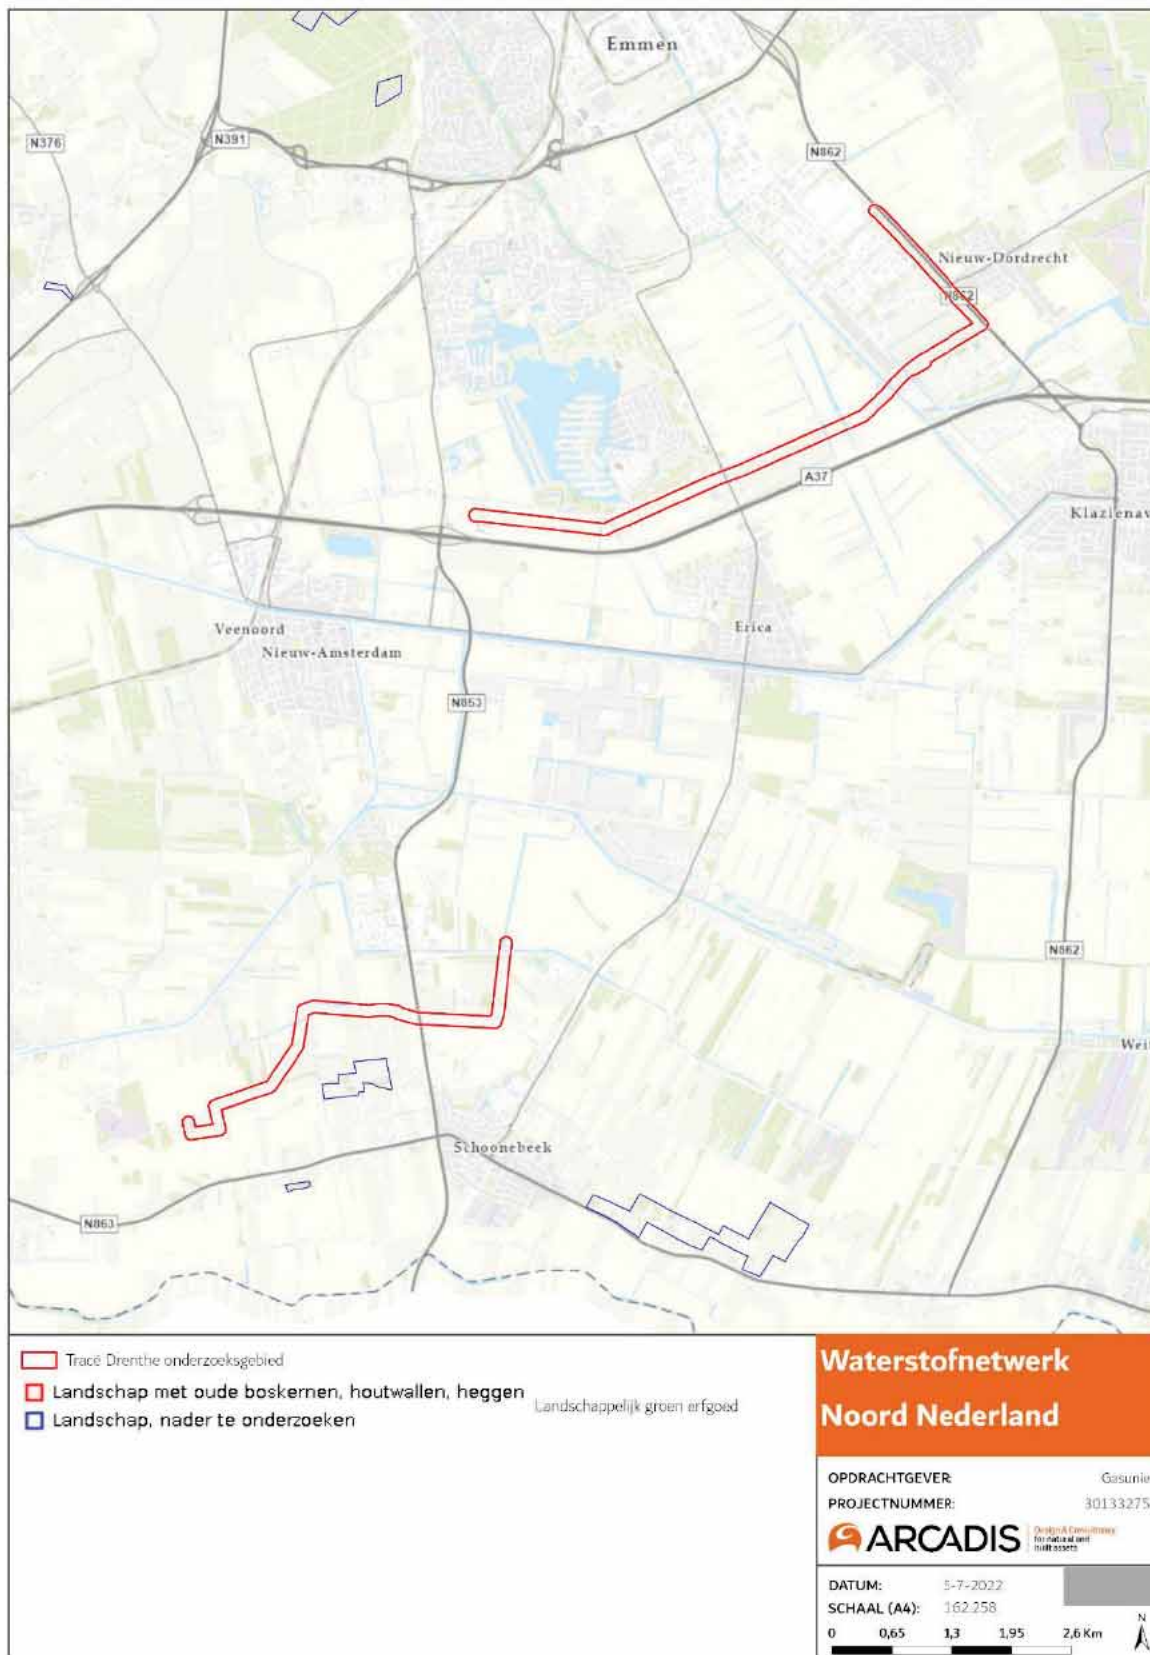 Emmen
N376
N391
N862
Nieuw-Dordrecht
N862
A37
Klazienav
Veenoord
Nieuw-Amsterdam
Erica
N853
N862
Wei
Schoonebeek
N863
Tracé Drenthe onderzoeksgebied
Landschap met oude boskernen, houtwallen, heggen
Landschappelijk groen erfgoed
Landschap, nader te onderzoeken
Waterstofnetwerk
Noord Nederland
OPDRACHTGEVER: Gasunie
PROJECTNUMMER: 30133275
ARCADIS
Design & Consultancy
for natural and
built assets
DATUM: 5-7-2022
SCHAAL (A4): 162.258
0 0,65 1,3 1,95 2,6 Km
N